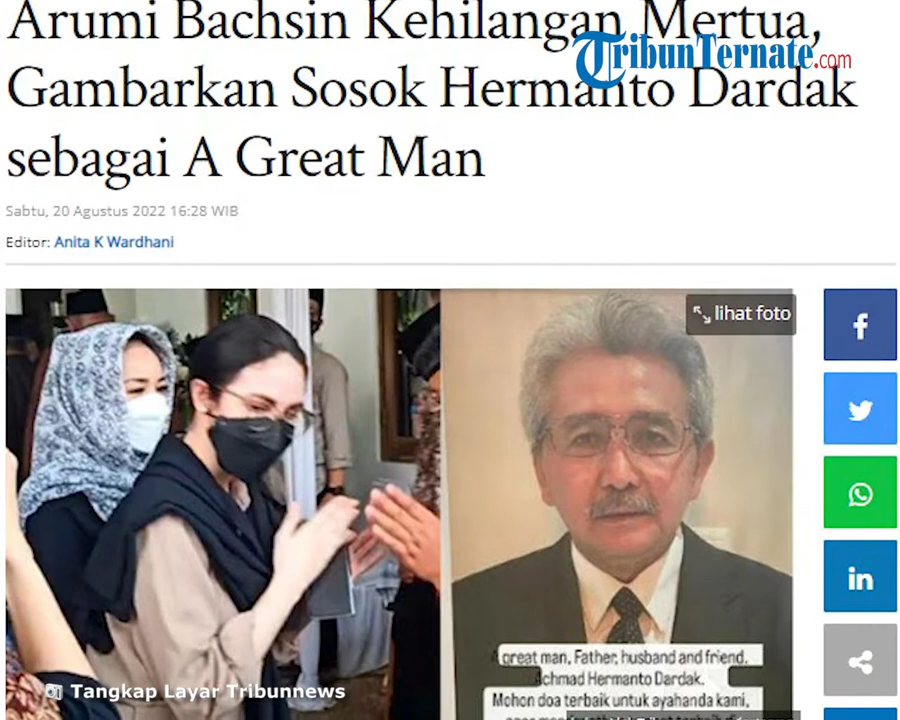 Arumi Bachsin Kehilangan Mertua,
TribunTernate.com
Gambarkan Sosok Hermanto Dardak
sebagai A Great Man
Sabtu, 20 Agustus 2022 16:28 WIB
Editor: Anita K Wardhani
lihat foto
f
in
A great man, Father, husband and friend.
Achmad Hermanto Dardak.
Mohon doa terbaik untuk ayahanda kami,
Tangkap Layar Tribunnews